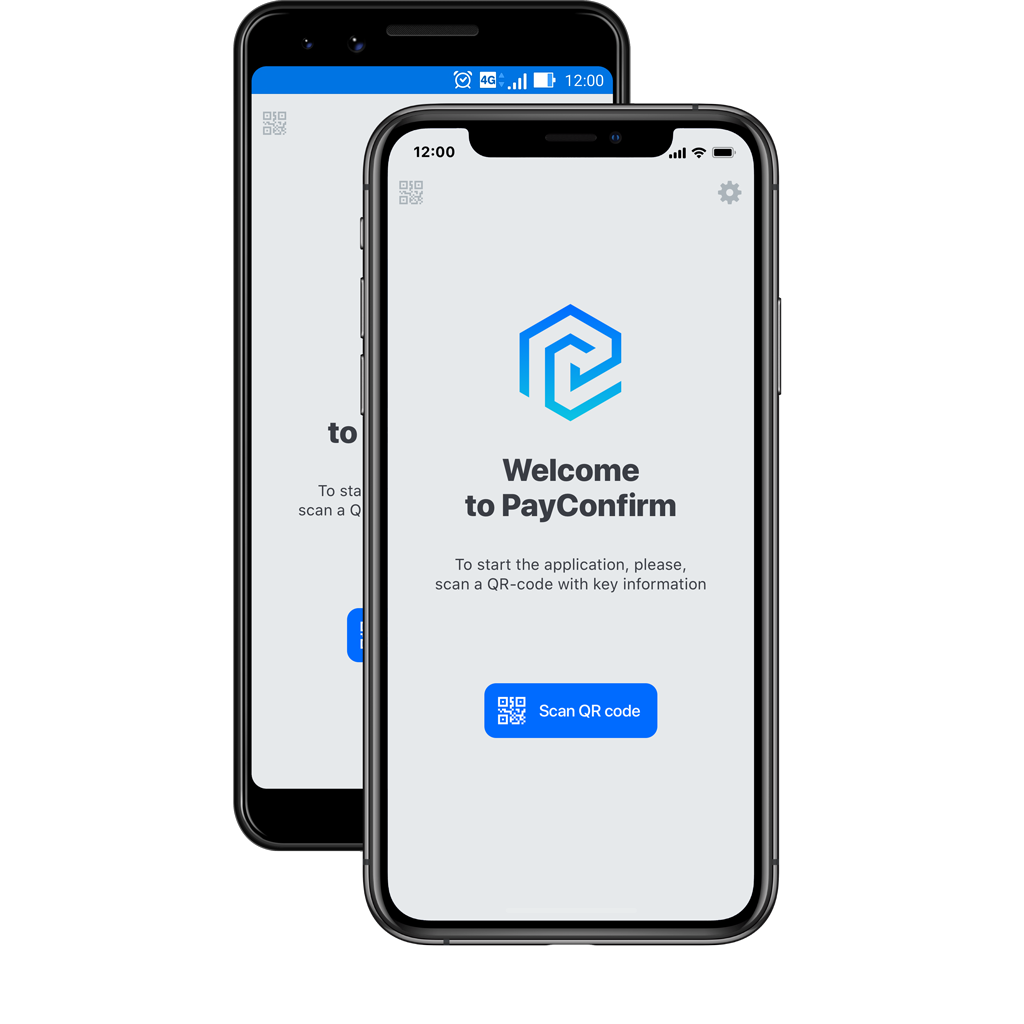 4G
12:00
to
To sta
scan a Q
12:00
Welcome
to PayConfirm
To start the application, please,
scan a QR-code with key information
Scan QR code